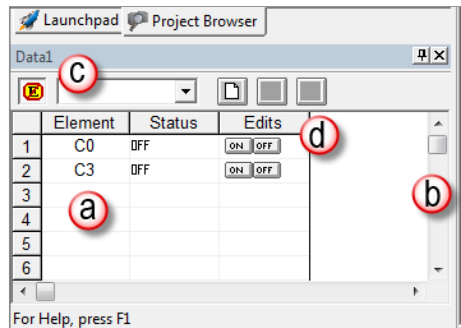 Launchpad Project Browser
Data1
c
E
Element Status Edits
d
1 C0 OFF ON OFF
2 C3 OFF ON OFF
b
3
a
4
5
6
For Help, press F1